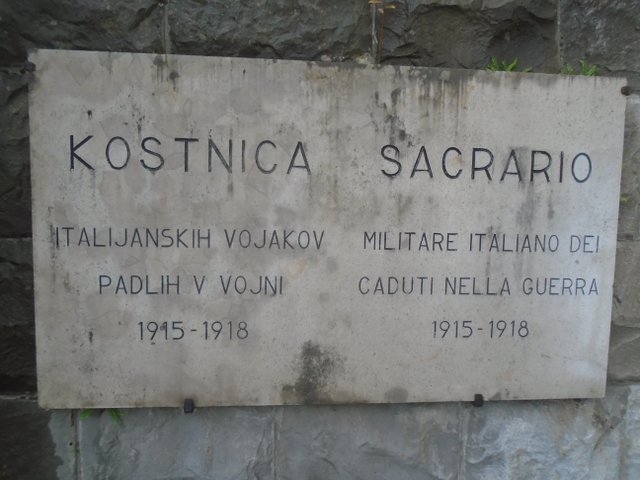 KOSTNICA
ITALIJANSKIH VOJAKOV
PADLIH V VOJNI
1915-1918
SACRARIO
MILITARE ITALIANO DEI
CADUTI NELLA GUERRA
1915-1918